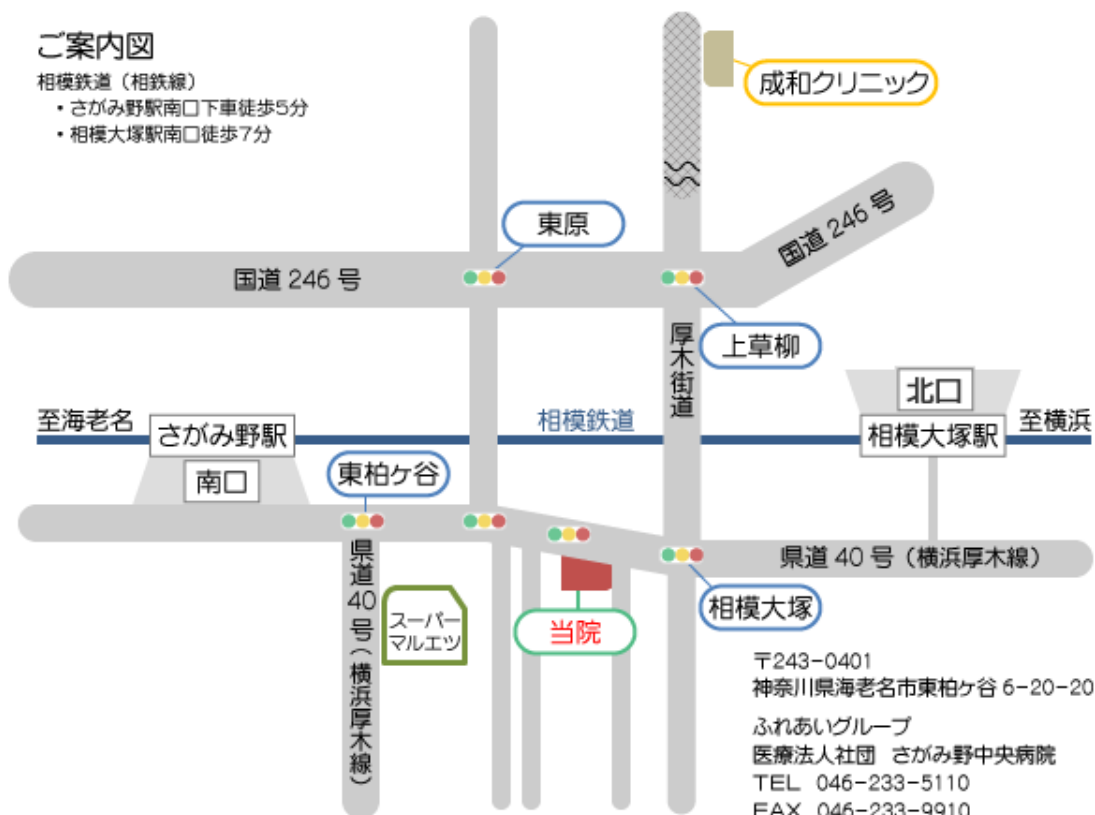 ご案内図
相模鉄道（相鉄線）
・さがみ野駅南口下車徒歩5分
・相模大塚駅南口徒歩7分
成和クリニック
東原
国道 246 号
国道 246 号
上草柳
厚木街道
北口
至海老名
さがみ野駅
相模鉄道
相模大塚駅
至横浜
南口
東柏ヶ谷
県道 40 号（横浜厚木線）
県道40号（横浜厚木線）
スーパー
マルエツ
当院
相模大塚
〒243-0401
神奈川県海老名市東柏ヶ谷 6-20-20
ふれあいグループ
医療法人社団 さがみ野中央病院
TEL 046-233-5110
FAX 046-233-9910